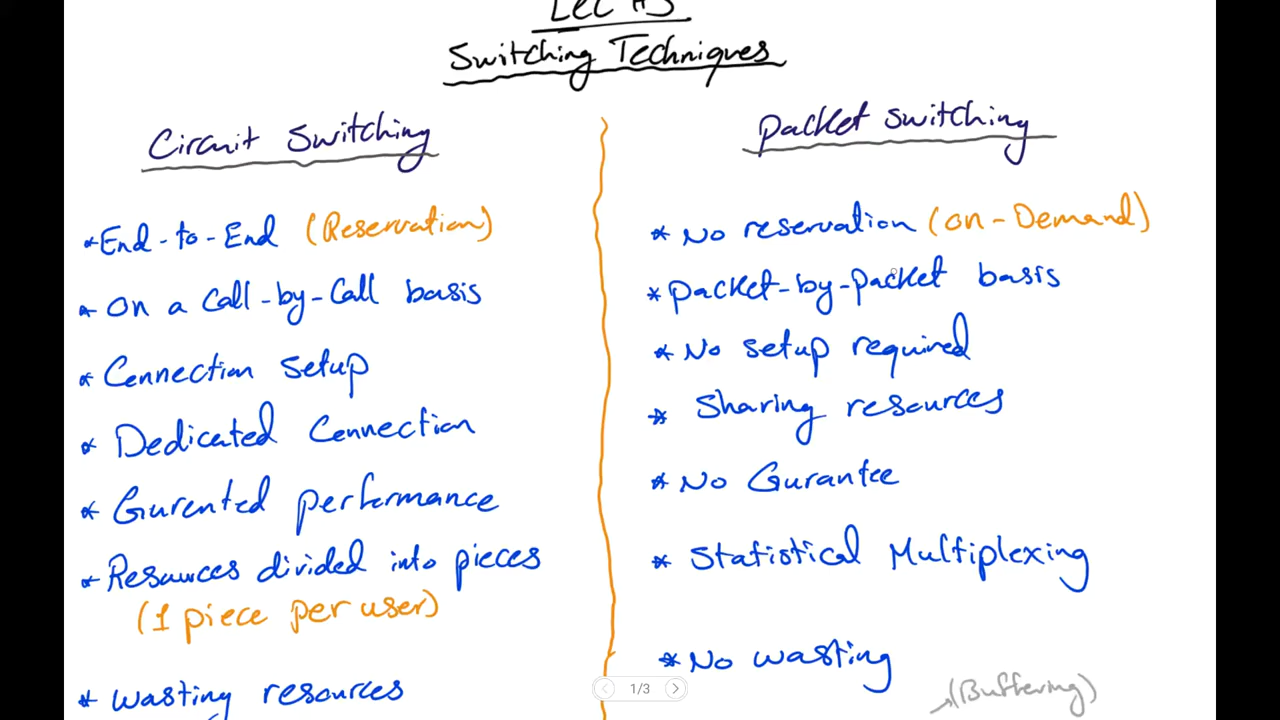 Lec #3
Switching Techniques
Circuit Switching
* End-to-End (Reservation)
* On a Call-by-Call basis
* Connection setup
* Dedicated Connection
* Gurented performance
* Resources divided into pieces
(1 piece per user)
* Wasting resources
Packet Switching
* No reservation (on-Demand)
* Packet-by-Packet basis
* No setup required
* Sharing resources
* No Gurantee
* Statistical Multiplexing
* No wasting
(Buffering)
1/3